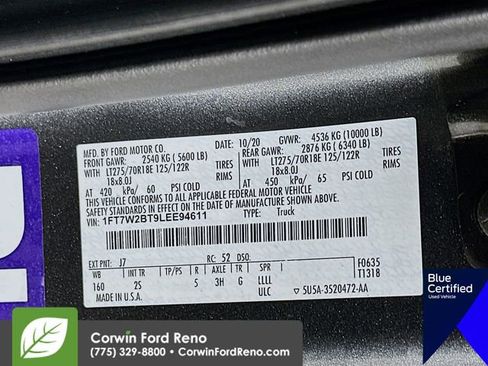 MFD. BY FORD MOTOR CO. 10/20 GVWR: 4536 KG (10000 LB)
FRONT GAWR: 2540 KG (5600 LB) REAR GAWR: 2876 KG (6340 LB)
LT275/70R18E 125/122R TIRES LT275/70R18E 125/122R TIRES
18x8.0J RIMS 18x8.0J RIMS
AT 420 kPa/ 60 PSI COLD AT 450 kPa/ 65 PSI COLD
THIS VEHICLE CONFORMS TO ALL APPLICABLE FEDERAL MOTOR VEHICLE
SAFETY STANDARDS IN EFFECT ON THE DATE OF MANUFACTURE SHOWN ABOVE.
VIN: 1FT7W2BT9LEE94611 TYPE: Truck
EXT PNT: J7 RC: 52 DSO: F0635
WB INT TR TP/PS R AXLE TR SPR T1318
160 2S 5 3H G LLLL
MADE IN U.S.A. ULC 5U5A-3520472-AA
Blue
Certified
Used Vehicle
Corwin Ford Reno
(775) 329-8800 • CorwinFordReno.com